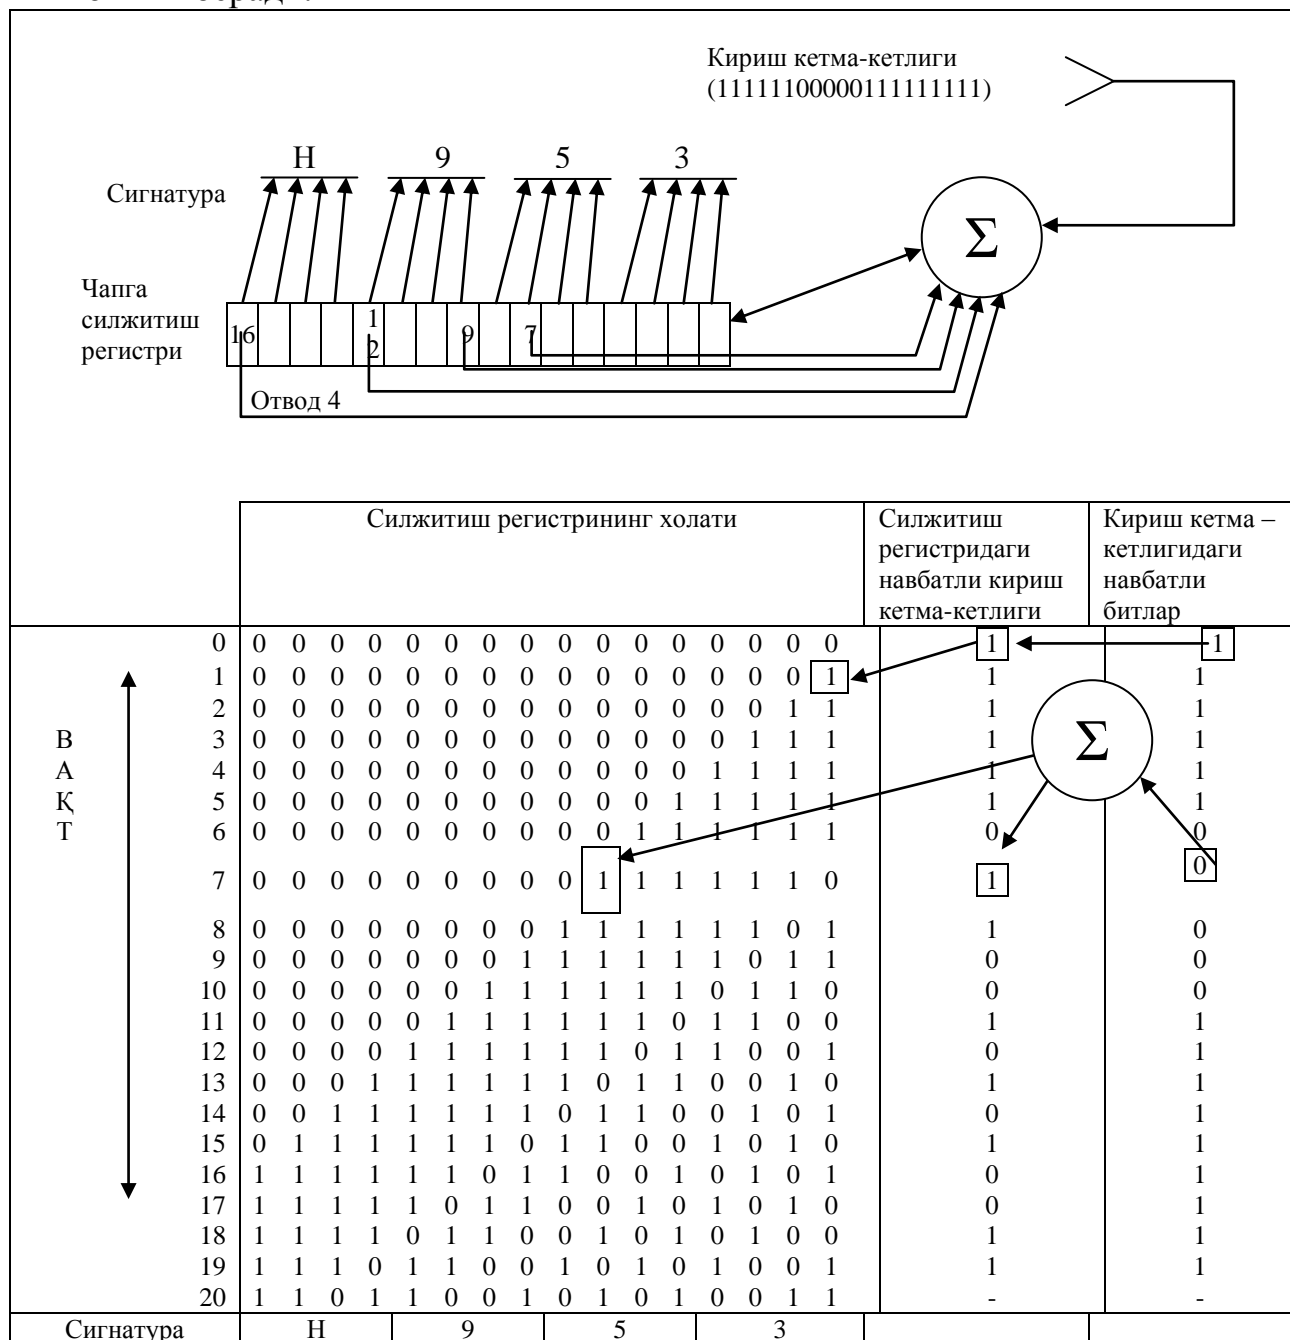 Кириш кетма-кетлиги
(11111100000111111111)
Н 9 5 3
Сигнатура
Σ
Чапга
силжитиш
регистри
16 12 9 7
Отвод 4
Силжитиш регистрининг холати
Силжитиш
регистридаги
навбатли кириш
кетма-кетлиги
Кириш кетма –
кетлигидаги
навбатли
битлар
В
А
Қ
Т
Σ
0 0 0 0 0 0 0 0 0 0 0 0 0 0 0 0 0 1 1
1 0 0 0 0 0 0 0 0 0 0 0 0 0 0 0 1 1 1
2 0 0 0 0 0 0 0 0 0 0 0 0 0 0 1 1 1 1
3 0 0 0 0 0 0 0 0 0 0 0 0 0 1 1 1 1 1
4 0 0 0 0 0 0 0 0 0 0 0 0 1 1 1 1 1 1
5 0 0 0 0 0 0 0 0 0 0 0 1 1 1 1 1 1 1
6 0 0 0 0 0 0 0 0 0 0 1 1 1 1 1 1 0 0
7 0 0 0 0 0 0 0 0 0 1 1 1 1 1 1 0 1 0
8 0 0 0 0 0 0 0 0 1 1 1 1 1 1 0 1 1 0
9 0 0 0 0 0 0 0 1 1 1 1 1 1 0 1 1 0 0
10 0 0 0 0 0 0 1 1 1 1 1 1 0 1 1 0 0 0
11 0 0 0 0 0 1 1 1 1 1 1 0 1 1 0 0 1 1
12 0 0 0 0 1 1 1 1 1 1 0 1 1 0 0 1 0 1
13 0 0 0 1 1 1 1 1 1 0 1 1 0 0 1 0 1 1
14 0 0 1 1 1 1 1 1 0 1 1 0 0 1 0 1 0 1
15 0 1 1 1 1 1 1 0 1 1 0 0 1 0 1 0 1 1
16 1 1 1 1 1 1 0 1 1 0 0 1 0 1 0 1 0 1
17 1 1 1 1 1 0 1 1 0 0 1 0 1 0 1 0 0 1
18 1 1 1 1 0 1 1 0 0 1 0 1 0 1 0 0 1 1
19 1 1 1 0 1 1 0 0 1 0 1 0 1 0 0 1 1 1
20 1 1 0 1 1 0 0 1 0 1 0 1 0 0 1 1 - -
Сигнатура Н 9 5 3